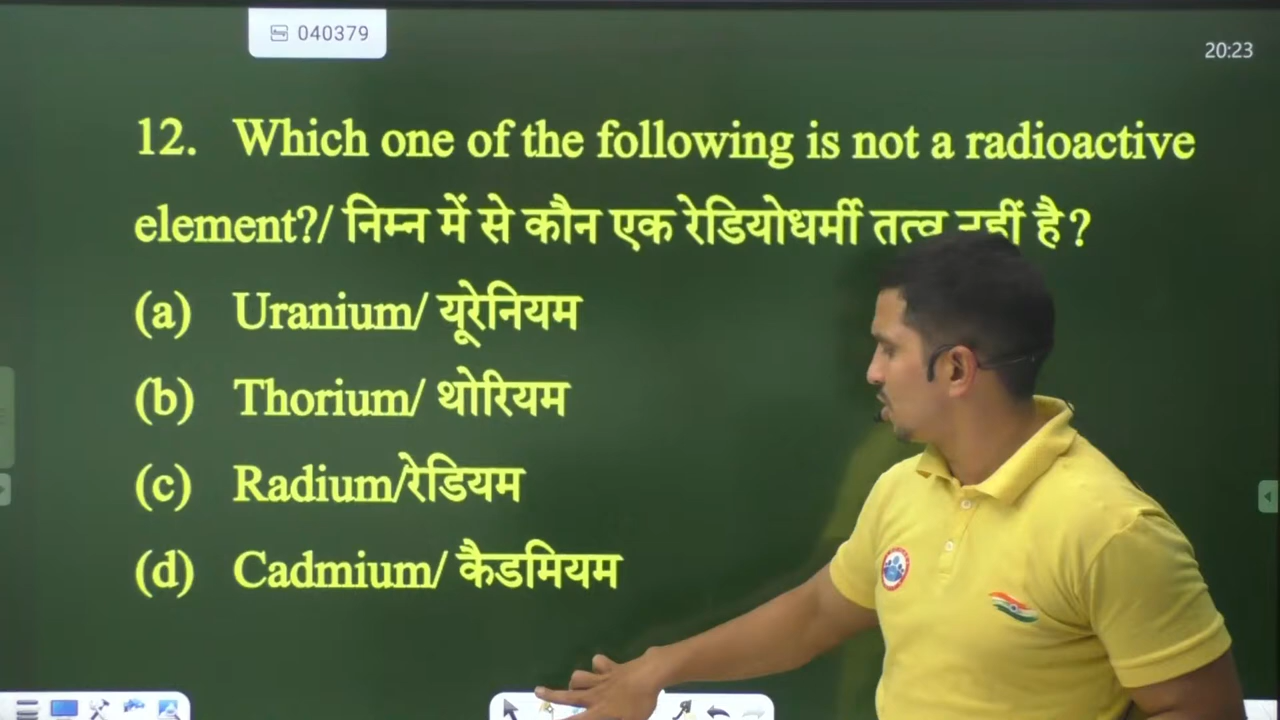 040379
20:23
12. Which one of the following is not a radioactive
element?/ निम्न में से कौन एक रेडियोधर्मी तत्व नहीं है?
(a) Uranium/ यूरेनियम
(b) Thorium/ थोरियम
(c) Radium/रेडियम
(d) Cadmium/ कैडमियम